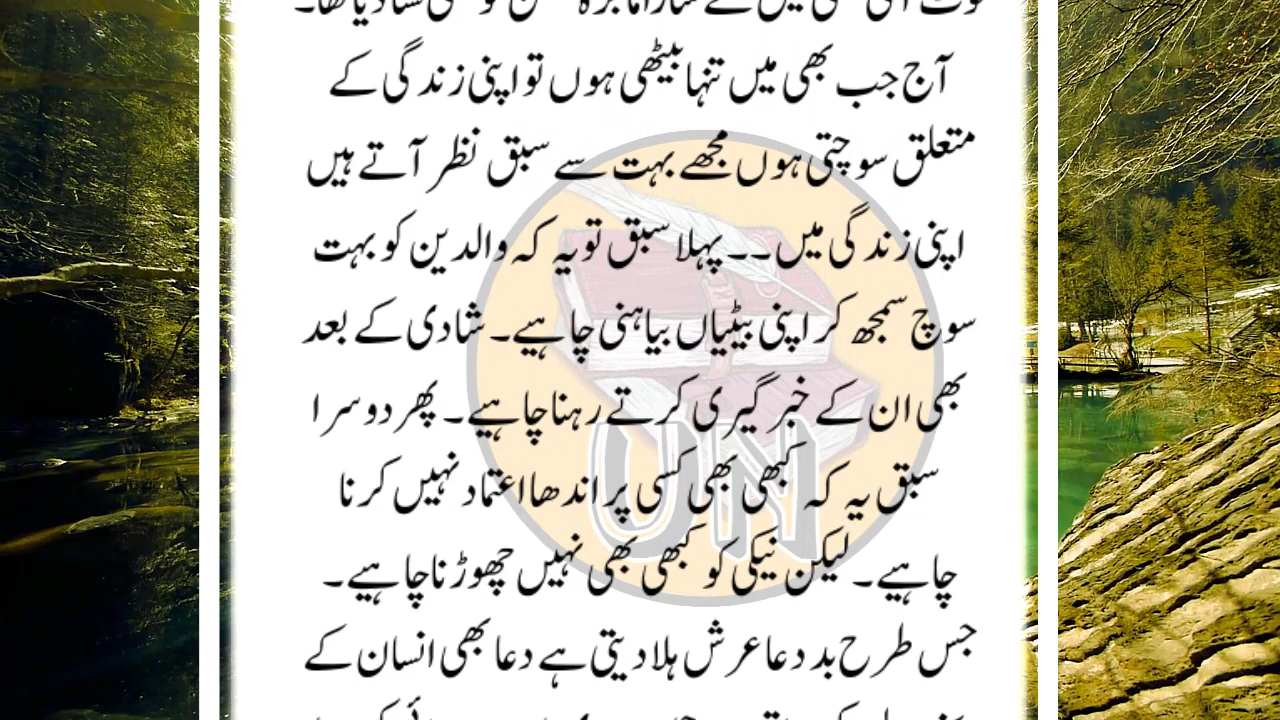 آج جب بھی میں تنہا بیٹھی ہوں تو اپنی زندگی کے
متعلق سوچتی ہوں مجھے بہت سے سبق نظر آتے ہیں
اپنی زندگی میں۔۔ پہلا سبق تو یہ کہ والدین کو بہت
سوچ سمجھ کر اپنی بیٹیاں بیاہنی چاہیے۔ شادی کے بعد
بھی ان کے خبر گیری کرتے رہنا چاہیے۔ پھر دوسرا
سبق یہ کہ کبھی بھی کسی پر اندھا اعتماد نہیں کرنا
چاہیے۔ لیکن نیکی کو کبھی بھی نہیں چھوڑنا چاہیے۔
جس طرح بد دعا عرش ہلا دیتی ہے دعا بھی انسان کے
UN